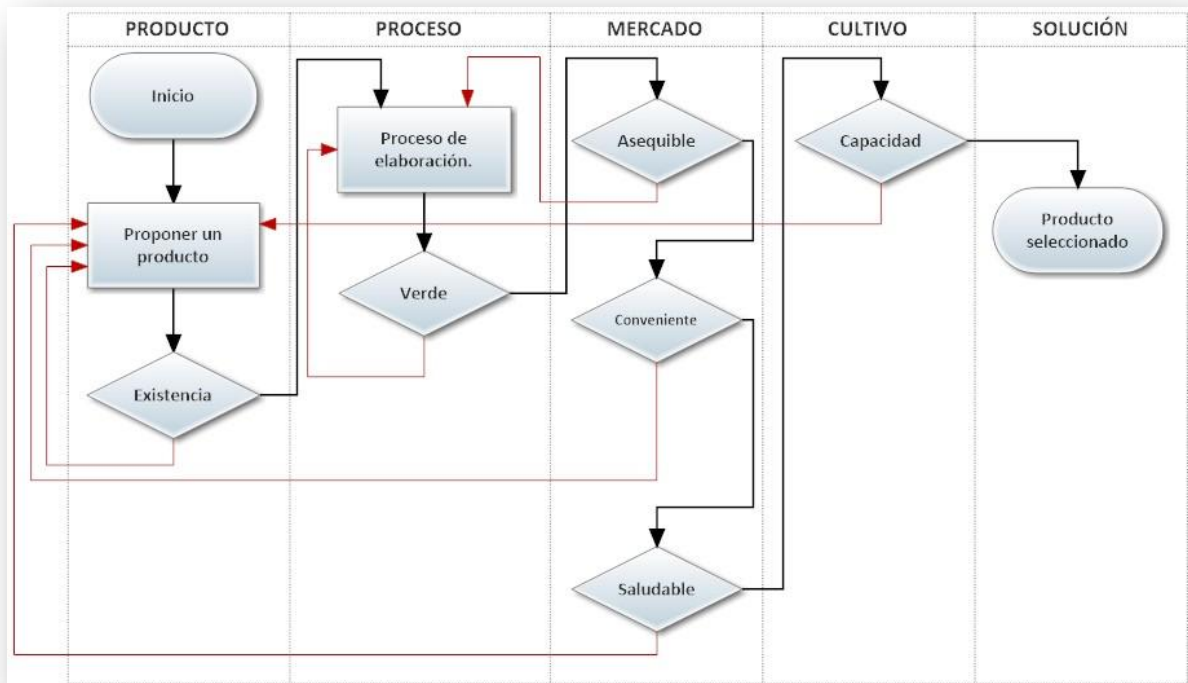 PRODUCTO
PROCESO
MERCADO
CULTIVO
SOLUCIÓN
Inicio
Proponer un
producto
Existencia
Proceso de
elaboración.
Verde
Asequible
Conveniente
Saludable
Capacidad
Producto
seleccionado